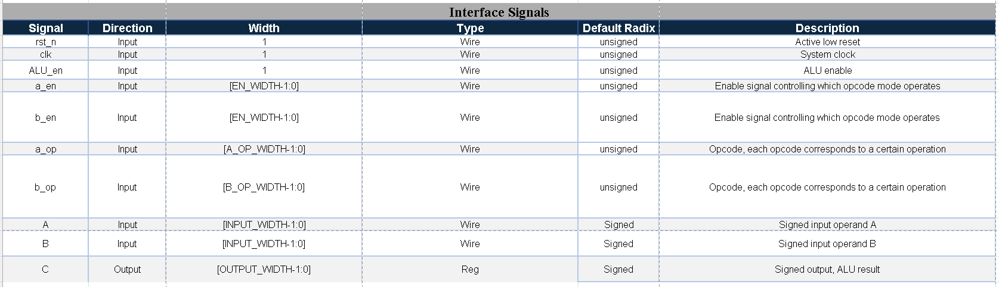 Interface Signals
Signal Direction Width Type Default Radix Description
rst_n Input 1 Wire unsigned Active low reset
clk Input 1 Wire unsigned System clock
ALU_en Input 1 Wire unsigned ALU enable
a_en Input [EN_WIDTH-1:0] Wire unsigned Enable signal controlling which opcode mode operates
b_en Input [EN_WIDTH-1:0] Wire unsigned Enable signal controlling which opcode mode operates
a_op Input [A_OP_WIDTH-1:0] Wire unsigned Opcode, each opcode corresponds to a certain operation
b_op Input [B_OP_WIDTH-1:0] Wire unsigned Opcode, each opcode corresponds to a certain operation
A Input [INPUT_WIDTH-1:0] Wire Signed Signed input operand A
B Input [INPUT_WIDTH-1:0] Wire Signed Signed input operand B
C Output [OUTPUT_WIDTH-1:0] Reg Signed Signed output, ALU result